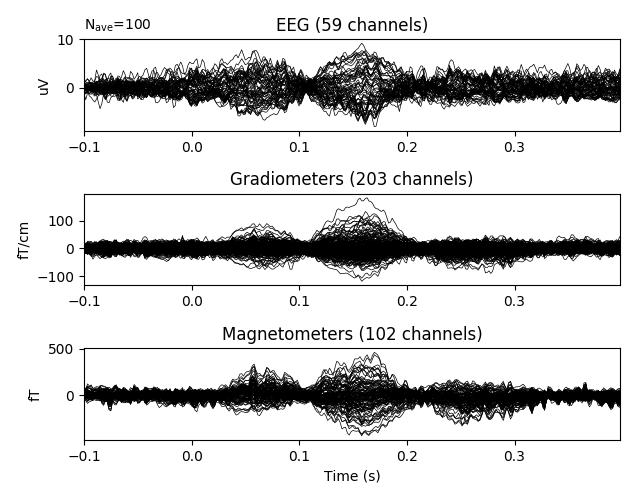 N_ave=100
EEG (59 channels)
10
0
uV
−0.1 0.0 0.1 0.2 0.3
Gradiometers (203 channels)
100
0
−100
fT/cm
−0.1 0.0 0.1 0.2 0.3
Magnetometers (102 channels)
500
0
fT
−0.1 0.0 0.1 0.2 0.3
Time (s)